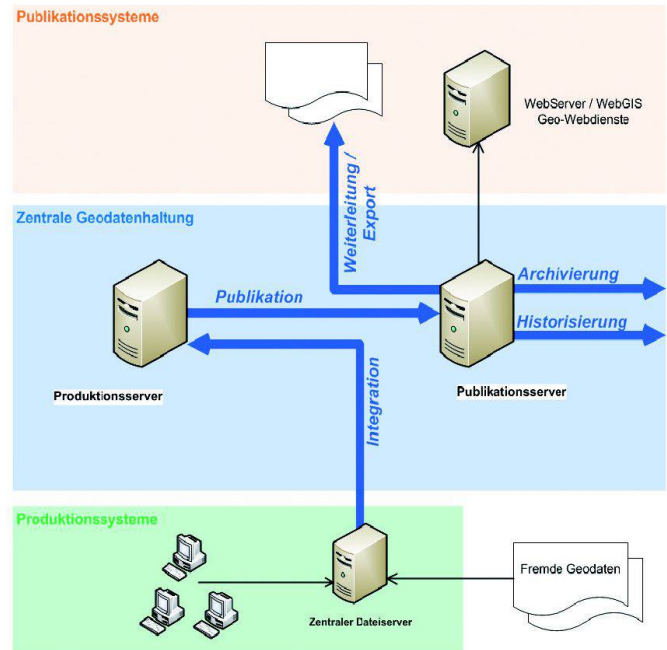 Publikationssysteme
WebServer / WebGIS
Geo-Webdienste
Zentrale Geodatenhaltung
Weiterleitung /
Export
Archivierung
Publikation
Historisierung
Produktionsserver
Publikationsserver
Integration
Produktionssysteme
Fremde Geodaten
Zentraler Dateiserver